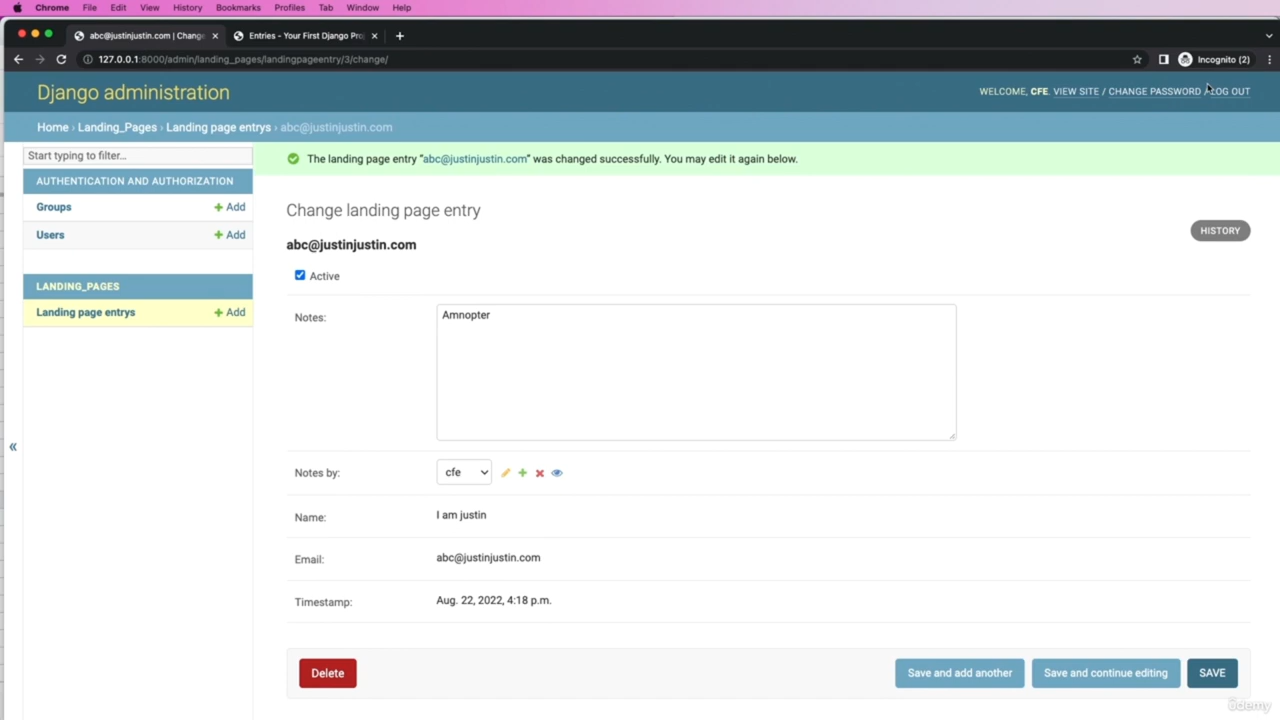 Chrome File Edit View History Bookmarks Profiles Tab Window Help
abc@justinjustin.com | Change
Entries - Your First Django Pro
127.0.0.1:8000/admin/landing_pages/landingpageentry/3/change/
Incognito (2)
Django administration
WELCOME, CFE. VIEW SITE / CHANGE PASSWORD / LOG OUT
Home › Landing_Pages › Landing page entrys › abc@justinjustin.com
Start typing to filter...
The landing page entry “abc@justinjustin.com” was changed successfully. You may edit it again below.
AUTHENTICATION AND AUTHORIZATION
Groups + Add
Users + Add
LANDING_PAGES
Landing page entrys + Add
«
Change landing page entry
HISTORY
abc@justinjustin.com
Active
Notes:
Amnopter
Notes by:
cfe
Name:
I am justin
Email:
abc@justinjustin.com
Timestamp:
Aug. 22, 2022, 4:18 p.m.
Delete
Save and add another
Save and continue editing
SAVE
ûdemy